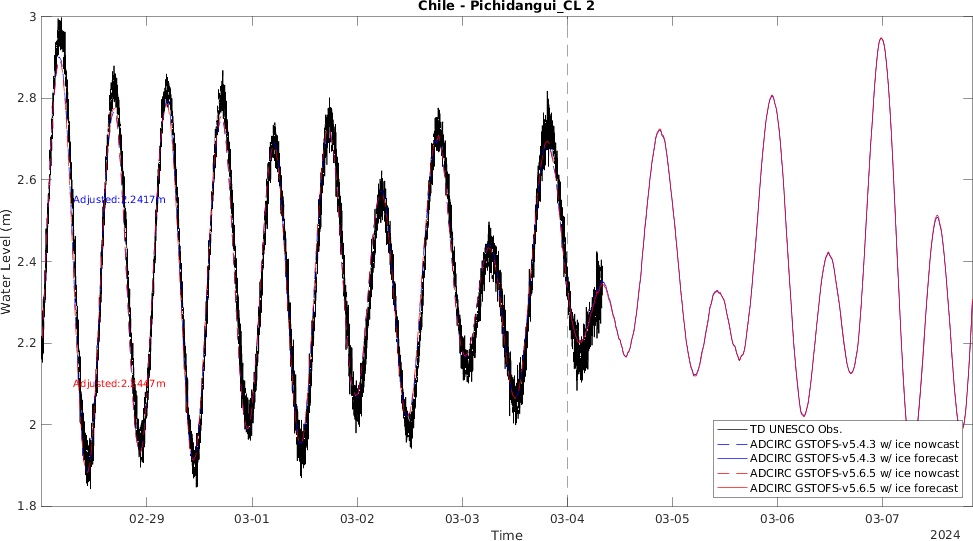 Chile - Pichidangui_CL 2
Water Level (m)
3
2.8
2.6
2.4
2.2
2
1.8
Adjusted:2.2417m
Adjusted:2.2447m
TD UNESCO Obs.
ADCIRC GSTOFS-v5.4.3 w/ ice nowcast
ADCIRC GSTOFS-v5.4.3 w/ ice forecast
ADCIRC GSTOFS-v5.6.5 w/ ice nowcast
ADCIRC GSTOFS-v5.6.5 w/ ice forecast
02-29 03-01 03-02 03-03 03-04 03-05 03-06 03-07
Time
2024